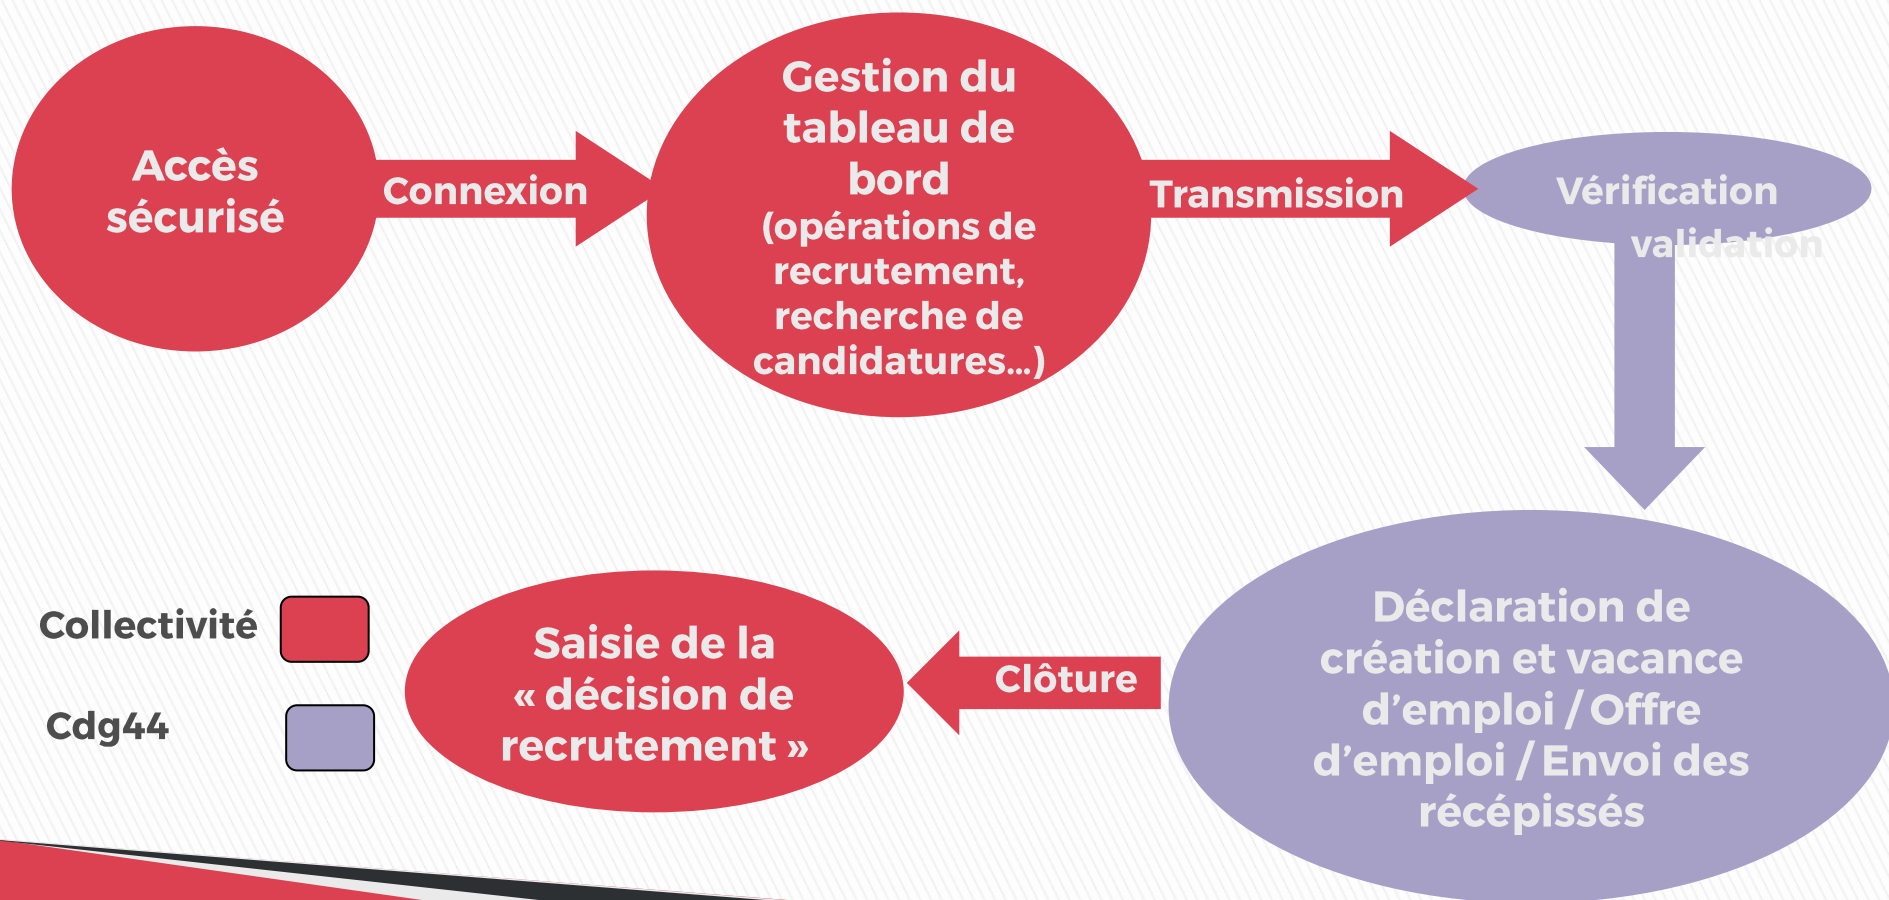 Accès
sécurisé
Connexion
Gestion du
tableau de
bord
(opérations de
recrutement,
recherche de
candidatures…)
Transmission
Vérification
validation
Déclaration de
création et vacance
d’emploi / Offre
d’emploi / Envoi des
récépissés
Clôture
Saisie de la
« décision de
recrutement »
Collectivité
Cdg44